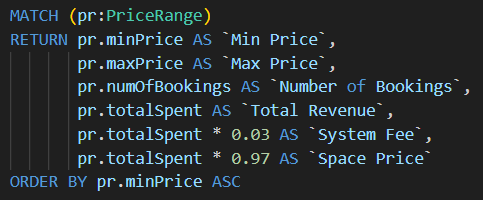 MATCH (pr:PriceRange)
RETURN pr.minPrice AS `Min Price`,
pr.maxPrice AS `Max Price`,
pr.numOfBookings AS `Number of Bookings`,
pr.totalSpent AS `Total Revenue`,
pr.totalSpent * 0.03 AS `System Fee`,
pr.totalSpent * 0.97 AS `Space Price`
ORDER BY pr.minPrice ASC